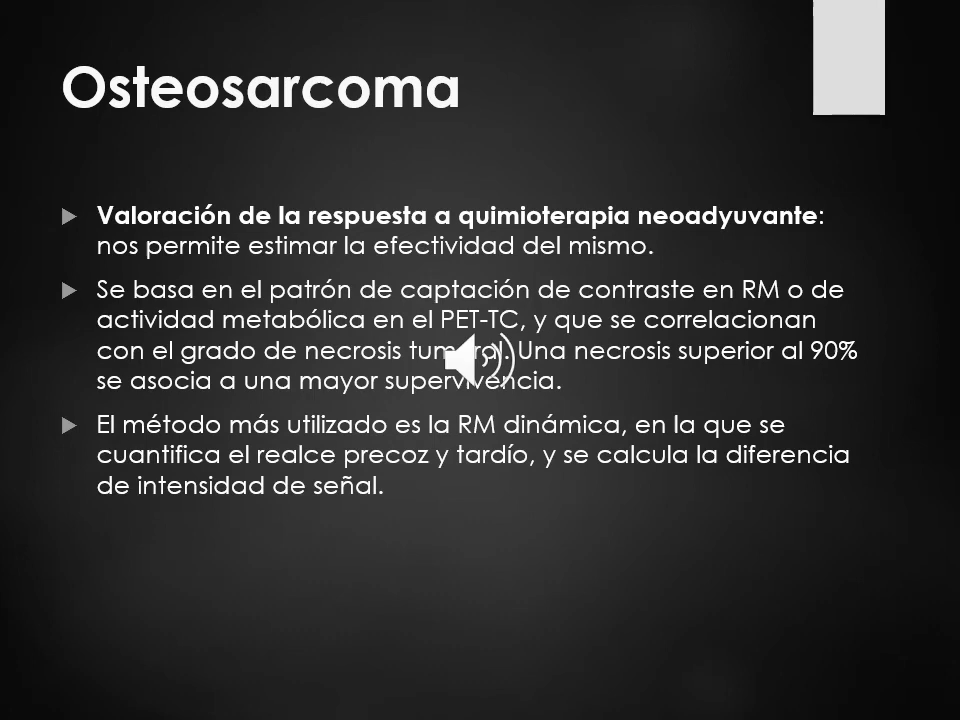 Osteosarcoma
Valoración de la respuesta a quimioterapia neoadyuvante:
nos permite estimar la efectividad del mismo.
Se basa en el patrón de captación de contraste en RM o de
actividad metabólica en el PET-TC, y que se correlacionan
con el grado de necrosis tumoral. Una necrosis superior al 90%
se asocia a una mayor supervivencia.
El método más utilizado es la RM dinámica, en la que se
cuantifica el realce precoz y tardío, y se calcula la diferencia
de intensidad de señal.